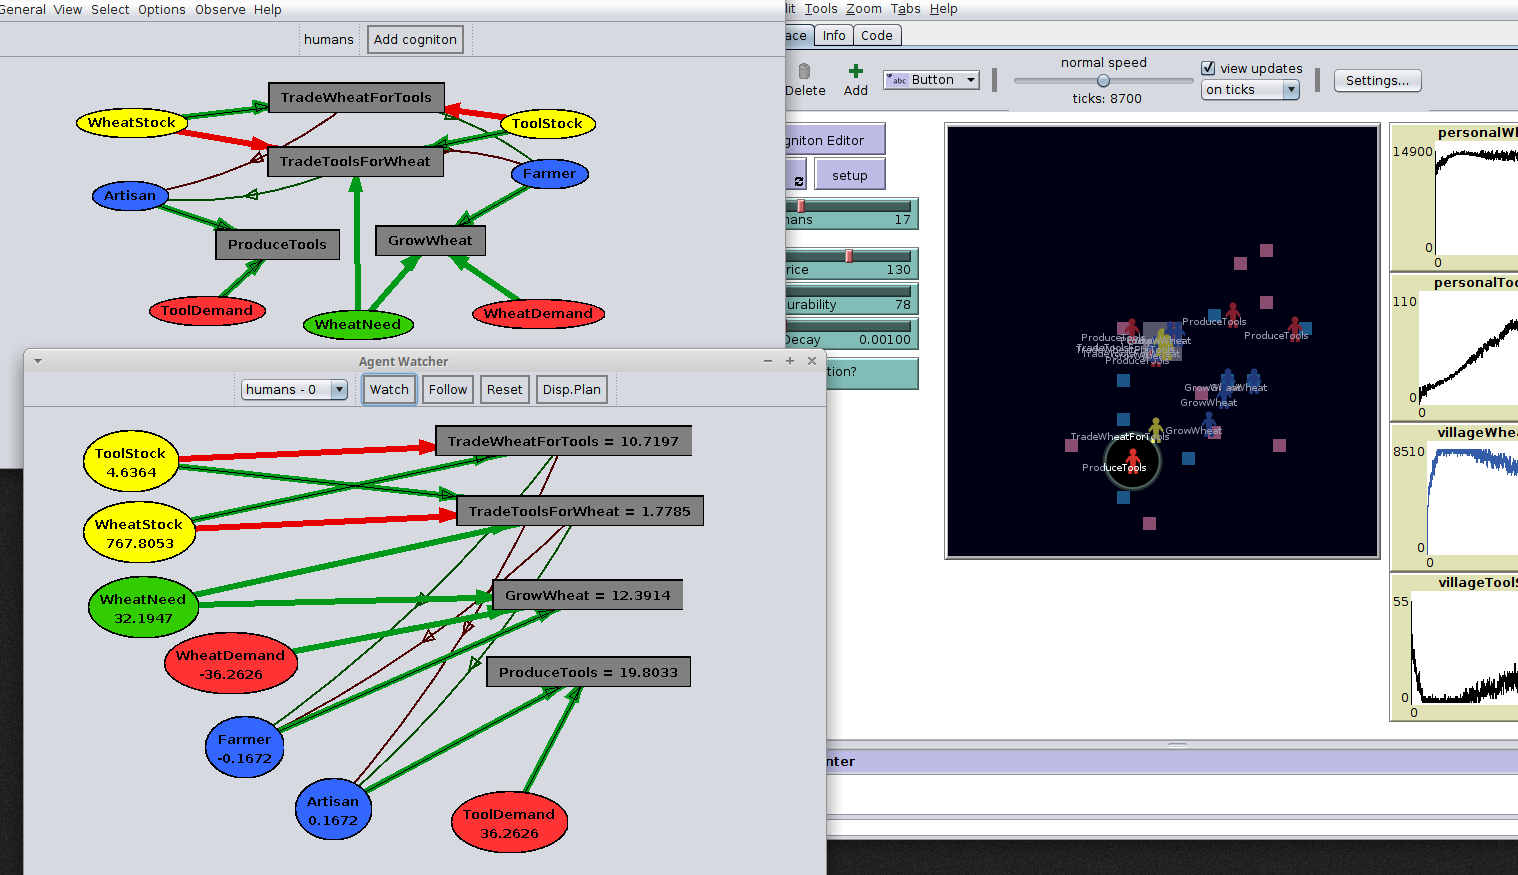 General View Select Options Observe Help
humans Add cogniton
TradeWheatForTools
WheatStock
ToolStock
TradeToolsForWheat
Farmer
Artisan
ProduceTools
GrowWheat
ToolDemand
WheatNeed
WheatDemand
Agent Watcher
humans - 0 Watch Follow Reset Disp.Plan
ToolStock
4.6364
TradeWheatForTools = 10.7197
WheatStock
767.8053
TradeToolsForWheat = 1.7785
WheatNeed
32.1947
GrowWheat = 12.3914
WheatDemand
-36.2626
ProduceTools = 19.8033
Farmer
-0.1672
Artisan
0.1672
ToolDemand
36.2626
lit Tools Zoom Tabs Help
ace Info Code
Delete Add abc Button
normal speed
ticks: 8700
view updates
on ticks
Settings...
gniton Editor
setup
mans 17
rice 130
urability 78
Decay 0.00100
tion?
ProduceTools
ProduceTools
GrowWheat
GrowWheat
GrowWheat
TradeWheatForTools
ProduceTools
personalWh
14900
0
0
personalToo
110
0
0
villageWhea
8510
0
0
villageToolS
55
0
0
nter